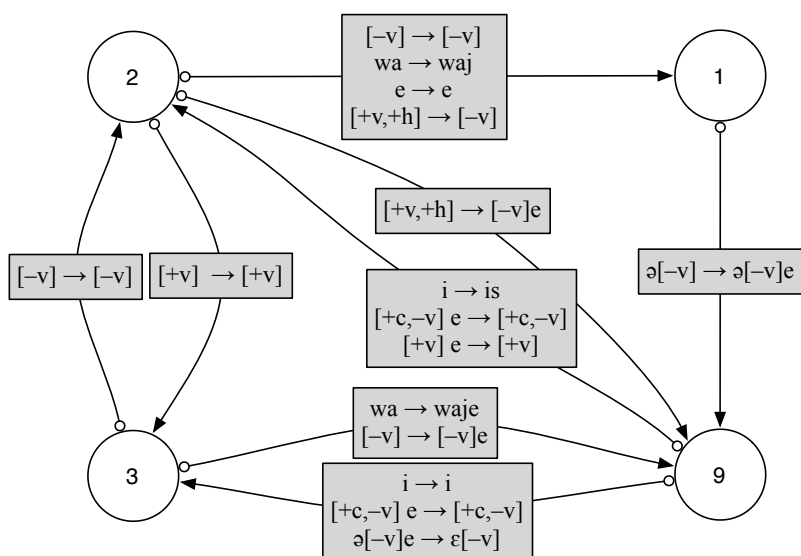 [–v] → [–v]
wa → waj
e → e
[+v,+h] → [–v]
2
1
[+v,+h] → [–v]e
[–v] → [–v]
[+v] → [+v]
ə[–v] → ə[–v]e
i → is
[+c,–v] e → [+c,–v]
[+v] e → [+v]
wa → waje
[–v] → [–v]e
3
9
i → i
[+c,–v] e → [+c,–v]
ə[–v]e → ɛ[–v]